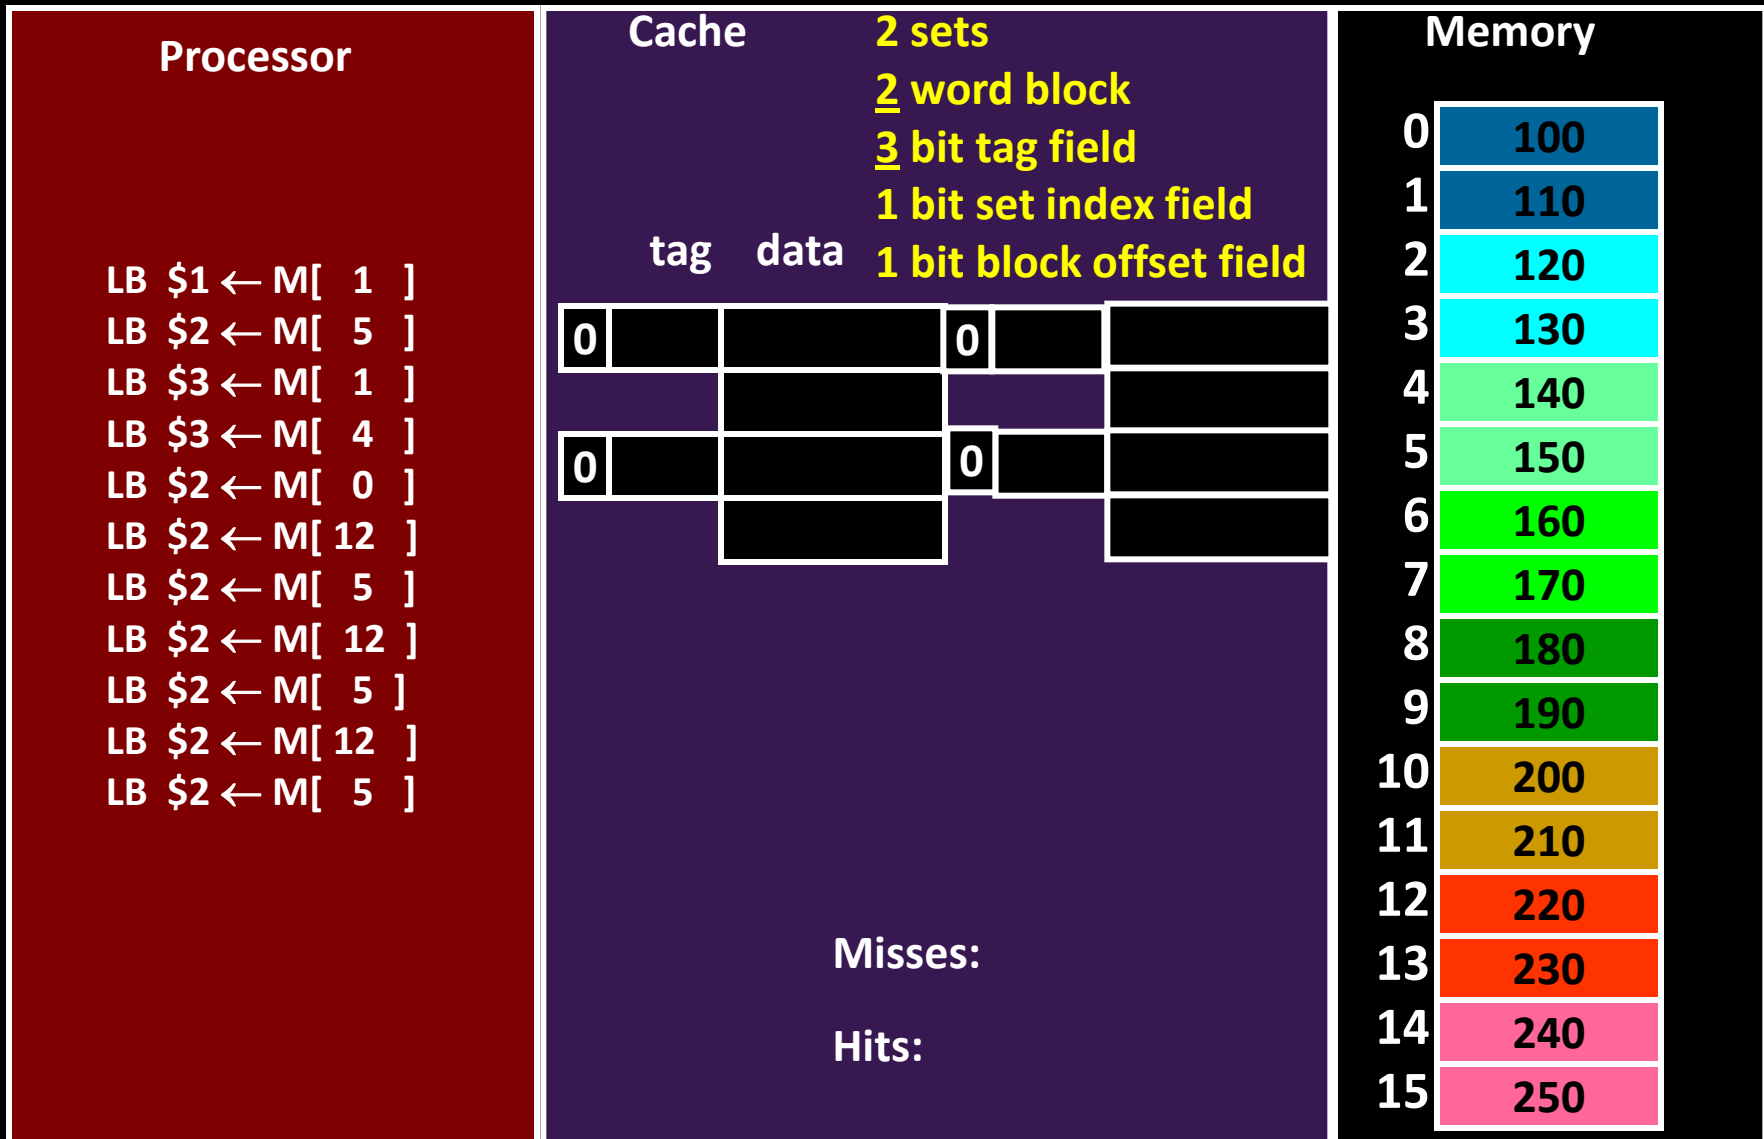 Processor
LB $1 ← M[ 1 ]
LB $2 ← M[ 5 ]
LB $3 ← M[ 1 ]
LB $3 ← M[ 4 ]
LB $2 ← M[ 0 ]
LB $2 ← M[ 12 ]
LB $2 ← M[ 5 ]
LB $2 ← M[ 12 ]
LB $2 ← M[ 5 ]
LB $2 ← M[ 12 ]
LB $2 ← M[ 5 ]
Cache
2 sets
2 word block
3 bit tag field
1 bit set index field
1 bit block offset field
tag data
0 0
0 0
Misses:
Hits:
Memory
0 100
1 110
2 120
3 130
4 140
5 150
6 160
7 170
8 180
9 190
10 200
11 210
12 220
13 230
14 240
15 250